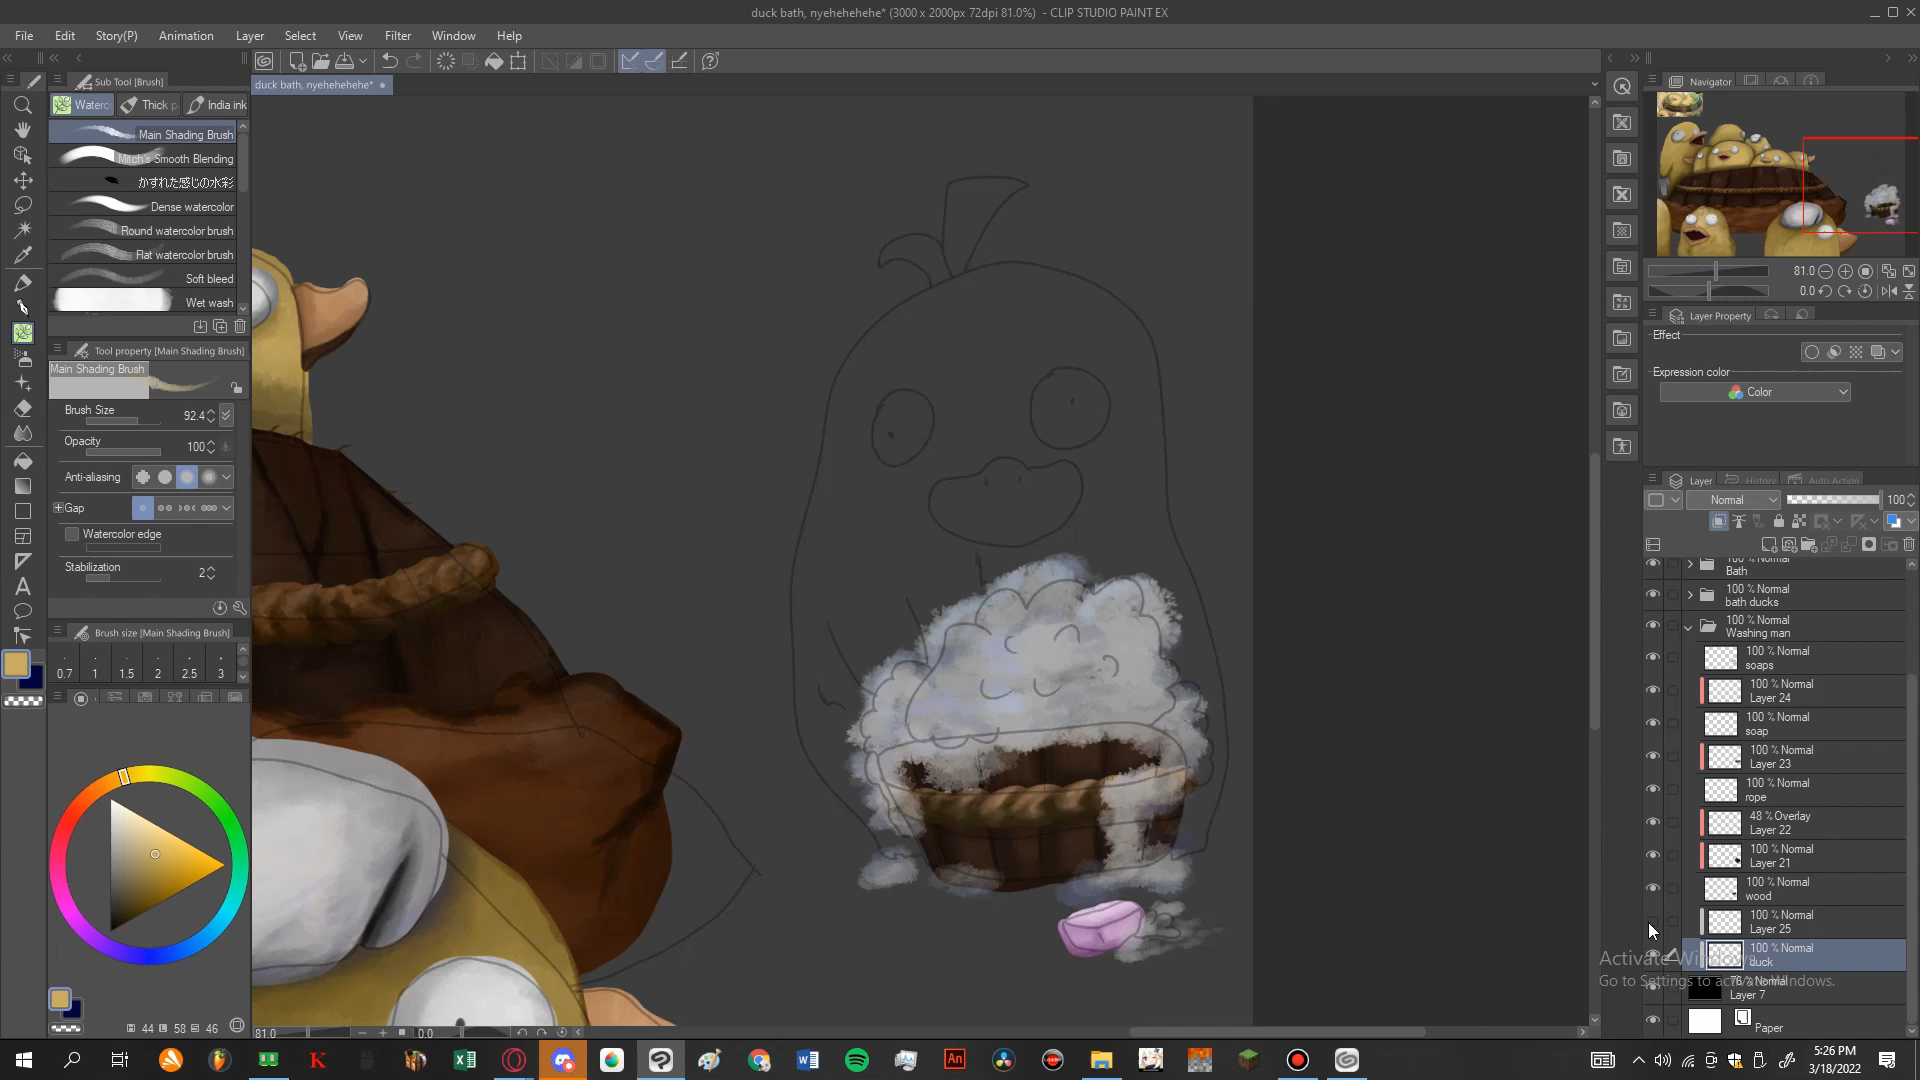 duck bath, nyehehehehe* (3000 x 2000px 72dpi 81.0%) - CLIP STUDIO PAINT EX
File Edit Story(P) Animation Layer Select View Filter Window Help
Sub Tool [Brush]
duck bath, nyehehehehe*
Navigator
Waterc
Thick p
India ink
Main Shading Brush
Mitch's Smooth Blending
かすれた感じの水彩
Dense watercolor
Round watercolor brush
Flat watercolor brush
Soft bleed
Wet wash
81.0
0.0
Layer Property
Effect
Expression color
Color
Tool property [Main Shading Brush]
Main Shading Brush
Brush Size 92.4
Opacity 100
Anti-aliasing
Gap
Watercolor edge
Stabilization 2
Brush size [Main Shading Brush]
0.7 1 1.5 2 2.5 3
44 58 46
Layer History Auto Action
Normal 100
100 % Normal
Bath
100 % Normal
bath ducks
100 % Normal
Washing man
100 % Normal
soaps
100 % Normal
Layer 24
100 % Normal
soap
100 % Normal
Layer 23
100 % Normal
rope
48 % Overlay
Layer 22
100 % Normal
Layer 21
100 % Normal
wood
100 % Normal
Layer 25
100 % Normal
duck
76 % Normal
Layer 7
Paper
Activate Windows
Go to Settings to activate Windows.
81.0 0.0
5:26 PM
3/18/2022